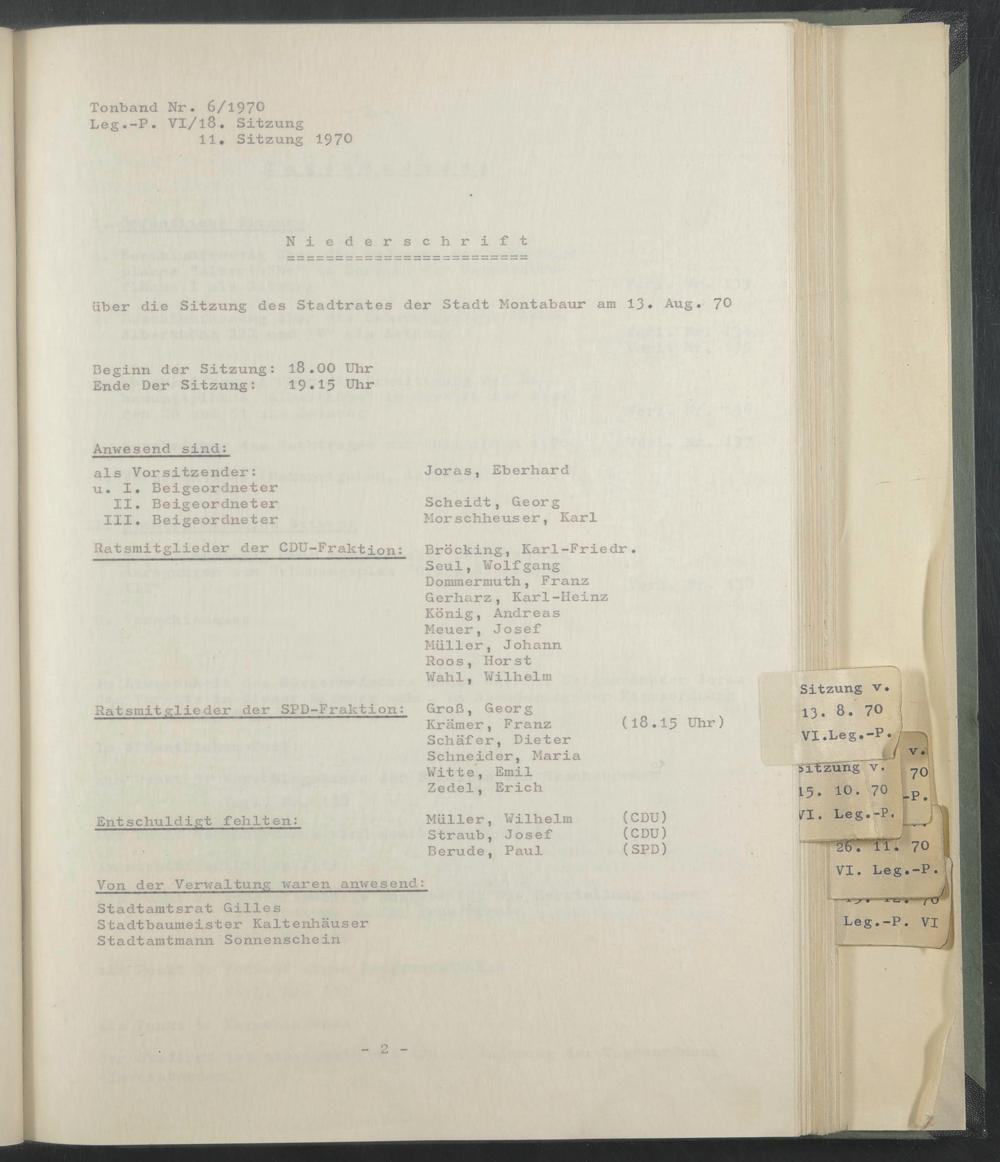 Tonband Nr. 6/1970
Leg.-P. VI/18. Sitzung
11. Sitzung 1970
N i e d e r s c h r i f t
=========================
über die Sitzung des Stadtrates der Stadt Montabaur am 13. Aug. 70
Beginn der Sitzung: 18.00 Uhr
Ende Der Sitzung: 19.15 Uhr
Anwesend sind:
als Vorsitzender: Joras, Eberhard
u. I. Beigeordneter
II. Beigeordneter Scheidt, Georg
III. Beigeordneter Morschheuser, Karl
Ratsmitglieder der CDU-Fraktion: Bröcking, Karl-Friedr.
Seul, Wolfgang
Dommermuth, Franz
Gerharz, Karl-Heinz
König, Andreas
Meuer, Josef
Müller, Johann
Roos, Horst
Wahl, Wilhelm
Ratsmitglieder der SPD-Fraktion: Groß, Georg
Krämer, Franz (18.15 Uhr)
Schäfer, Dieter
Schneider, Maria
Witte, Emil
Zedel, Erich
Entschuldigt fehlten: Müller, Wilhelm (CDU)
Straub, Josef (CDU)
Berude, Paul (SPD)
Von der Verwaltung waren anwesend:
Stadtamtsrat Gilles
Stadtbaumeister Kaltenhäuser
Stadtamtmann Sonnenschein
- 2 -
Sitzung v.
13. 8. 70
VI.Leg.-P.
Sitzung v.
15. 10. 70
VI. Leg.-P.
v.
70
-P.
26. 11. 70
VI. Leg.-P.
70
Leg.-P. VI